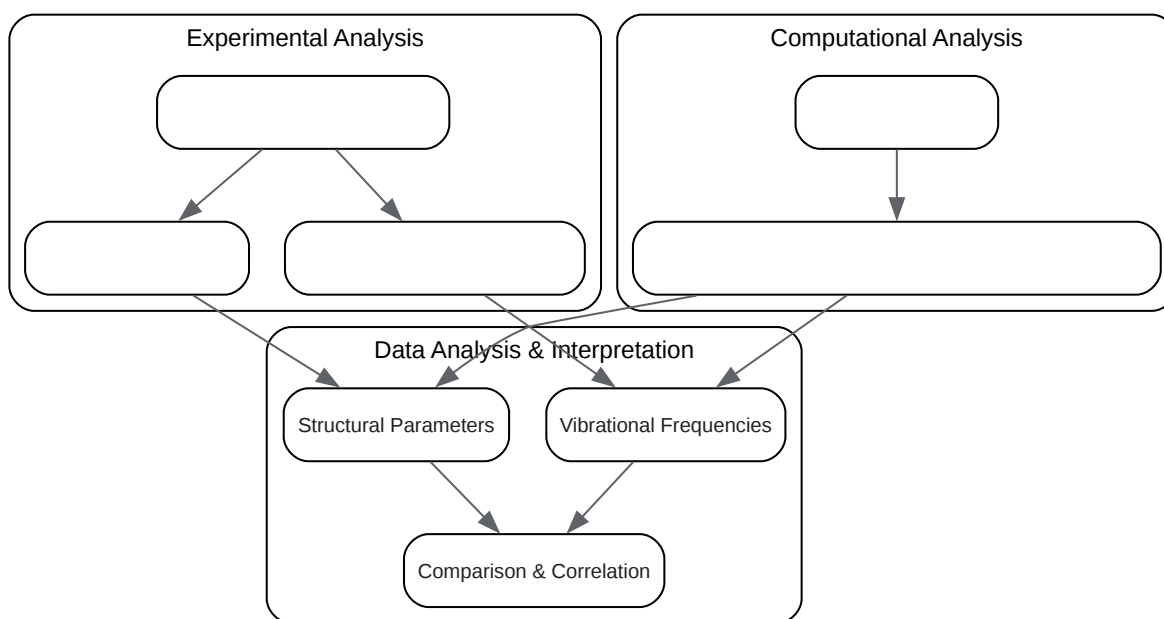 Experimental Analysis
Computational Analysis
Data Analysis & Interpretation
Structural Parameters
Vibrational Frequencies
Comparison & Correlation